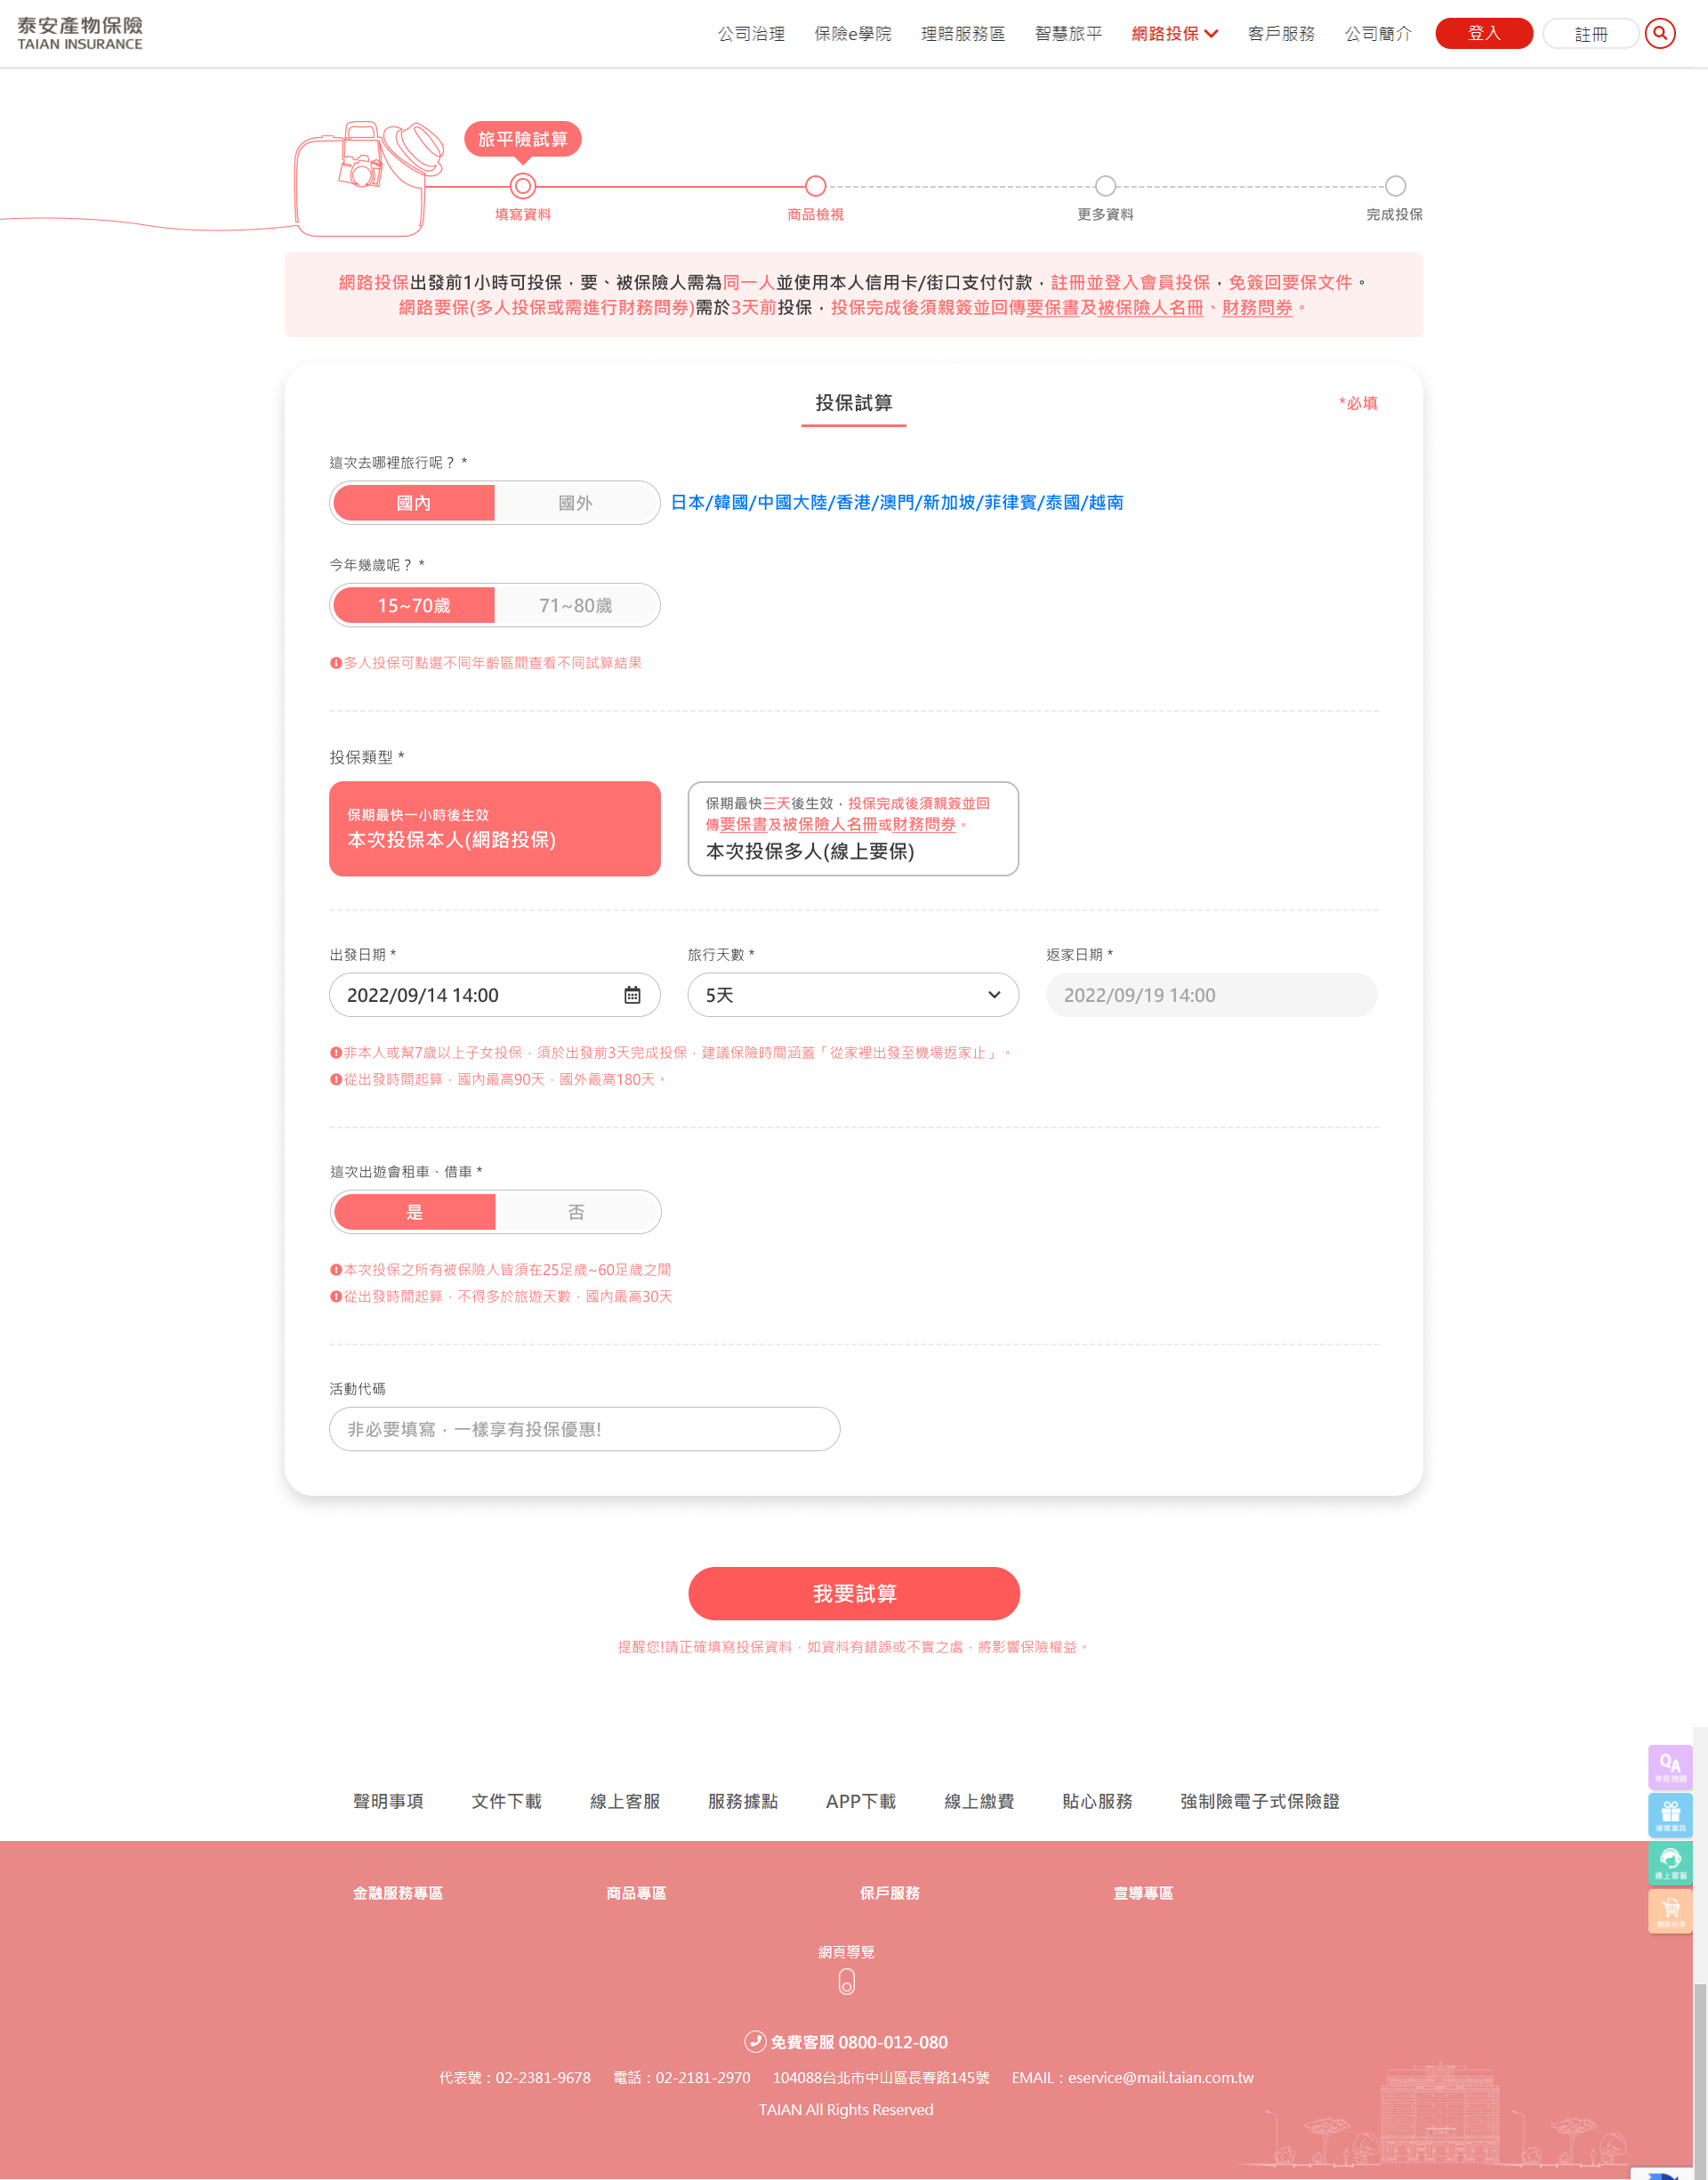 泰安產物保險
TAIAN INSURANCE
公司治理 保險e學院 理賠服務區 智慧旅平 網路投保 客戶服務 公司簡介 登入 註冊
旅平險試算
填寫資料 商品檢視 更多資料 完成投保
網路投保出發前1小時可投保，要、被保險人需為同一人並使用本人信用卡/街口支付付款，註冊並登入會員投保，免簽回要保文件。
網路要保(多人投保或需進行財務問券)需於3天前投保，投保完成後須親簽並回傳要保書及被保險人名冊、財務問券。
投保試算
*必填
這次去哪裡旅行呢？ *
國內 國外 日本/韓國/中國大陸/香港/澳門/新加坡/菲律賓/泰國/越南
今年幾歲呢？ *
15~70歲 71~80歲
多人投保可點選不同年齡區間查看不同試算結果
投保類型 *
保期最快一小時後生效
本次投保本人(網路投保)
保期最快三天後生效，投保完成後須親簽並回
傳要保書及被保險人名冊或財務問券。
本次投保多人(線上要保)
出發日期 * 旅行天數 * 返家日期 *
2022/09/14 14:00 5天 2022/09/19 14:00
非本人或幫7歲以上子女投保，須於出發前3天完成投保，建議保險時間涵蓋「從家裡出發至機場返家止」。
從出發時間起算，國內最高90天，國外最高180天。
這次出遊會租車、借車 *
是 否
本次投保之所有被保險人皆須在25足歲~60足歲之間
從出發時間起算，不得多於旅遊天數，國內最高30天
活動代碼
非必要填寫，一樣享有投保優惠!
我要試算
提醒您!請正確填寫投保資料，如資料有錯誤或不實之處，將影響保險權益。
QA
線上客服
聲明事項 文件下載 線上客服 服務據點 APP下載 線上繳費 貼心服務 強制險電子式保險證
金融服務專區 商品專區 保戶服務 宣導專區
網頁導覽
免費客服 0800-012-080
代表號：02-2381-9678 電話：02-2181-2970 104088台北市中山區長春路145號 EMAIL：eservice@mail.taian.com.tw
TAIAN All Rights Reserved